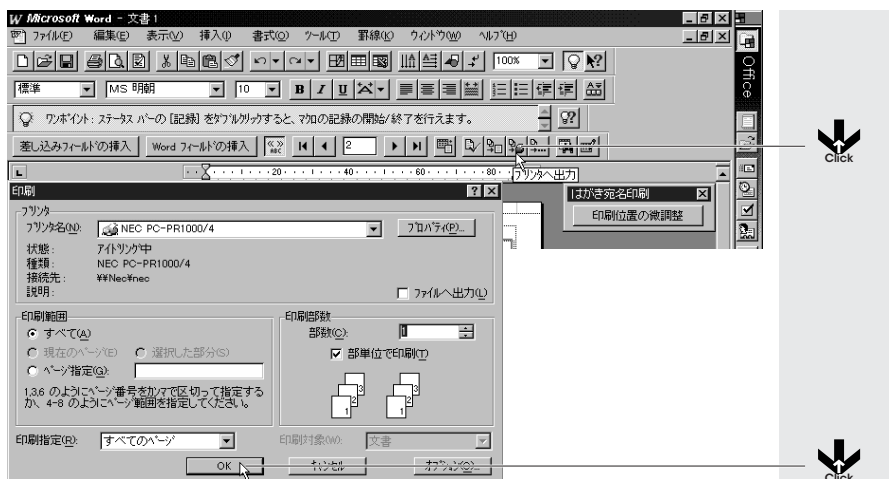 Microsoft Word - 文書 1
ファイル(F) 編集(E) 表示(V) 挿入(I) 書式(O) ツール(T) 罫線(K) ウィンドウ(W) ヘルプ(H)
100%
標準 MS 明朝 10 B I U
ワンポイント: ステータス バーの [記録] をダブルクリックすると、マクロの記録の開始/終了を行えます。
差し込みフィールドの挿入 Word フィールドの挿入 ABC 2
20 40 60 80
プリンタへ出力
Office
Click
はがき宛名印刷
印刷位置の微調整
印刷
プリンタ
プリンタ名(N): NEC PC-PR1000/4 プロパティ(P)...
状態: アイドリング中
種類: NEC PC-PR1000/4
接続先: ¥¥Nec¥nec
説明:
ファイルへ出力(L)
印刷範囲
すべて(A)
現在のページ(E) 選択した部分(S)
ページ指定(G):
1,3,6 のようにページ番号をカンマで区切って指定する
か、4-8 のようにページ範囲を指定してください。
印刷部数
部数(C): 1
部単位で印刷(T)
3 3
2 2
1 1
印刷指定(R): すべてのページ 印刷対象(W): 文書
OK キャンセル オプション(O)...
Click